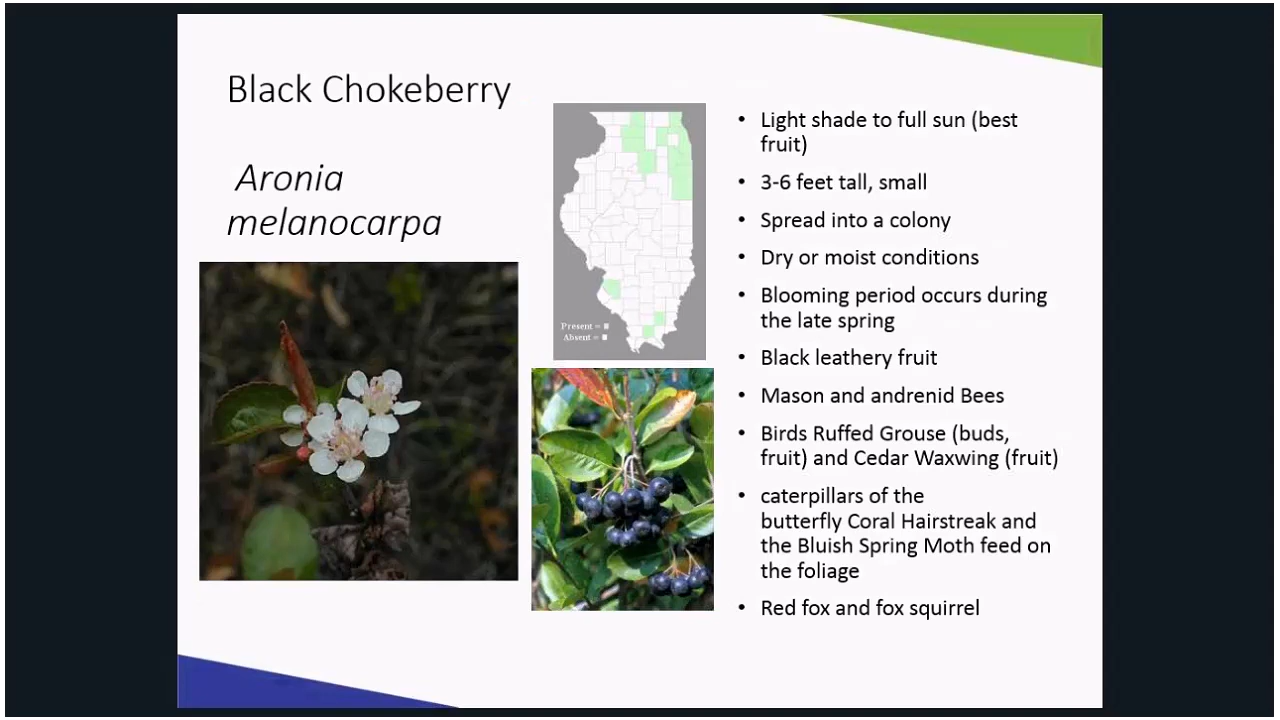 Black Chokeberry
Aronia
melanocarpa
Present =
Absent =
• Light shade to full sun (best
fruit)
• 3-6 feet tall, small
• Spread into a colony
• Dry or moist conditions
• Blooming period occurs during
the late spring
• Black leathery fruit
• Mason and andrenid Bees
• Birds Ruffed Grouse (buds,
fruit) and Cedar Waxwing (fruit)
• caterpillars of the
butterfly Coral Hairstreak and
the Bluish Spring Moth feed on
the foliage
• Red fox and fox squirrel